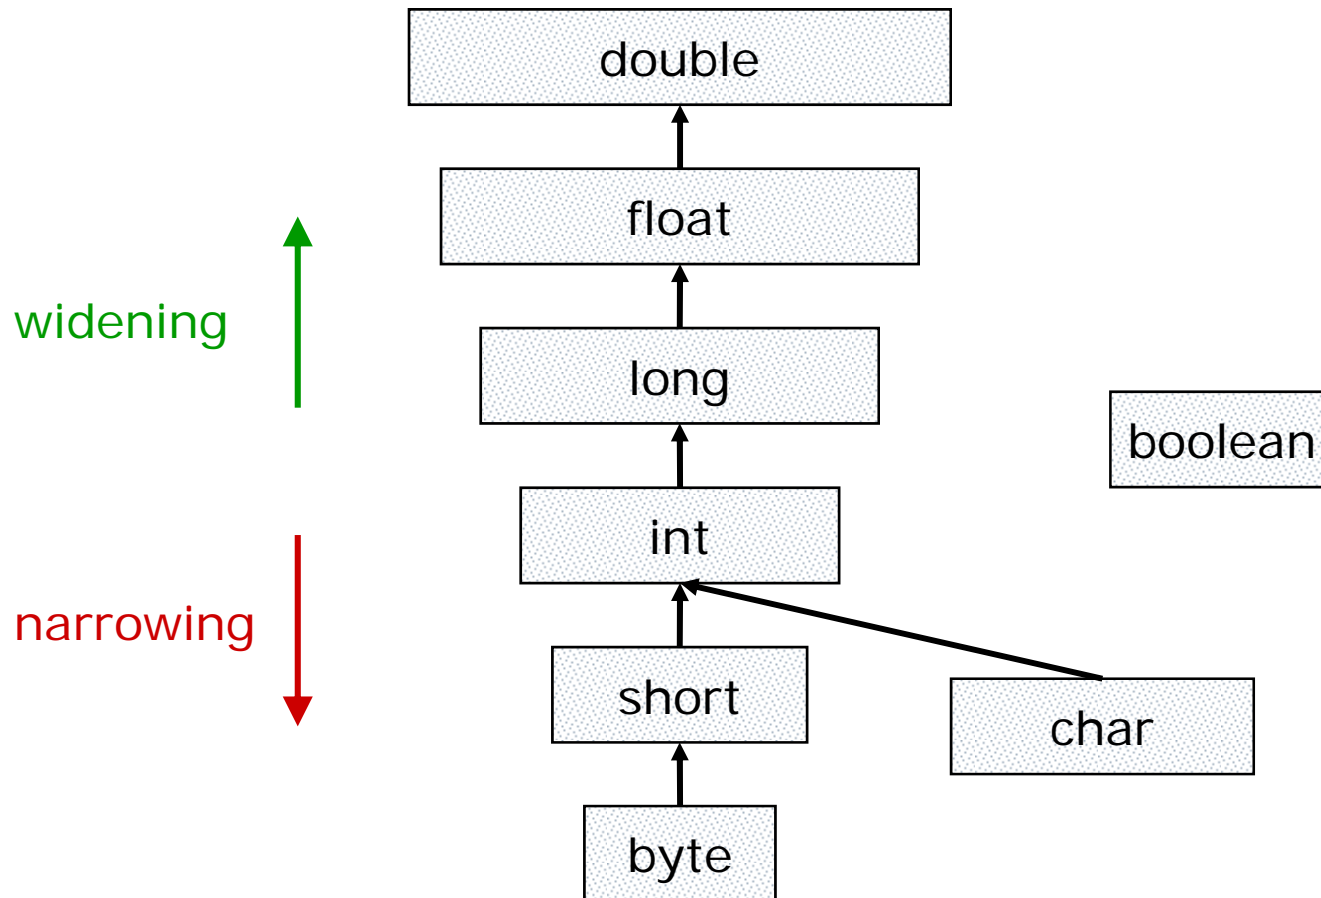 double
float
widening
long
boolean
int
narrowing
short
char
byte